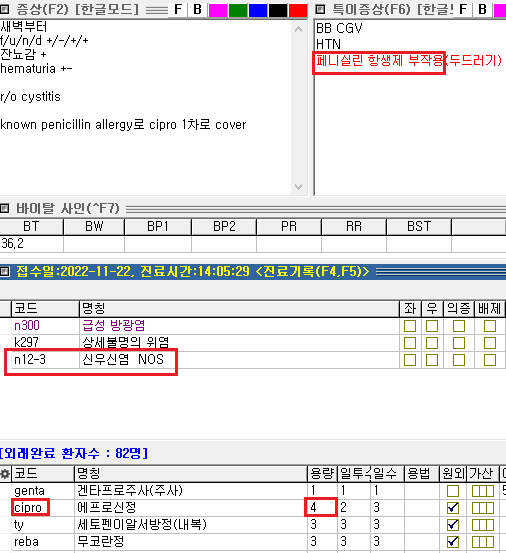 증상(F2) [한글모드] F B
새벽부터
f/u/n/d +/-/+/+
잔뇨감 +
hematuria +-
r/o cystitis
known penicillin allergy로 cipro 1차로 cover
특이증상(F6) [한글! F B
BB CGV
HTN
페니실린 항생제 부작용(두드러기)
바이탈 사인(^F7)
BT BW BP1 BP2 PR RR BST
36.2
접수일:2022-11-22, 진료시간:14:05:29 <진료기록(F4,F5)>
코드 명칭 좌 우 의증 배제
n300 급성 방광염
k297 상세불명의 위염
n12-3 신우신염 NOS
[외래완료 환자수 : 82명]
코드 명칭 용량 일투 일수 용법 원외 가산
genta 겐타프로주사(주사) 1 1 1
cipro 에프로신정 4 2 3
ty 세토펜이알서방정(내복) 3 3 3
reba 무코란정 3 3 3